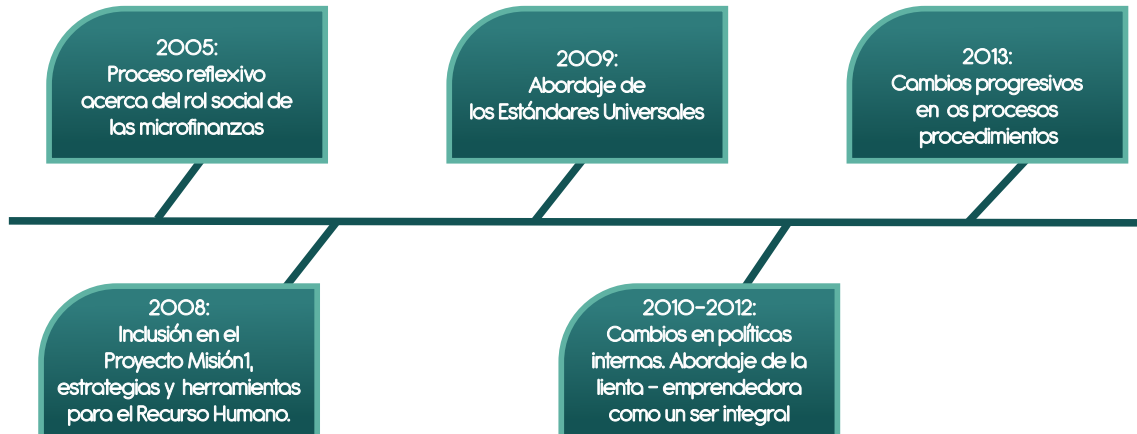 2005:
Proceso reflexivo
acerca del rol social de
las microfinanzas
2008:
Inclusión en el
Proyecto Misión1,
estrategias y herramientas
para el Recurso Humano.
2009:
Abordaje de
los Estándares Universales
2010-2012:
Cambios en políticas
internas. Abordaje de la
lienta - emprendedora
como un ser integral
2013:
Cambios progresivos
en os procesos
procedimientos